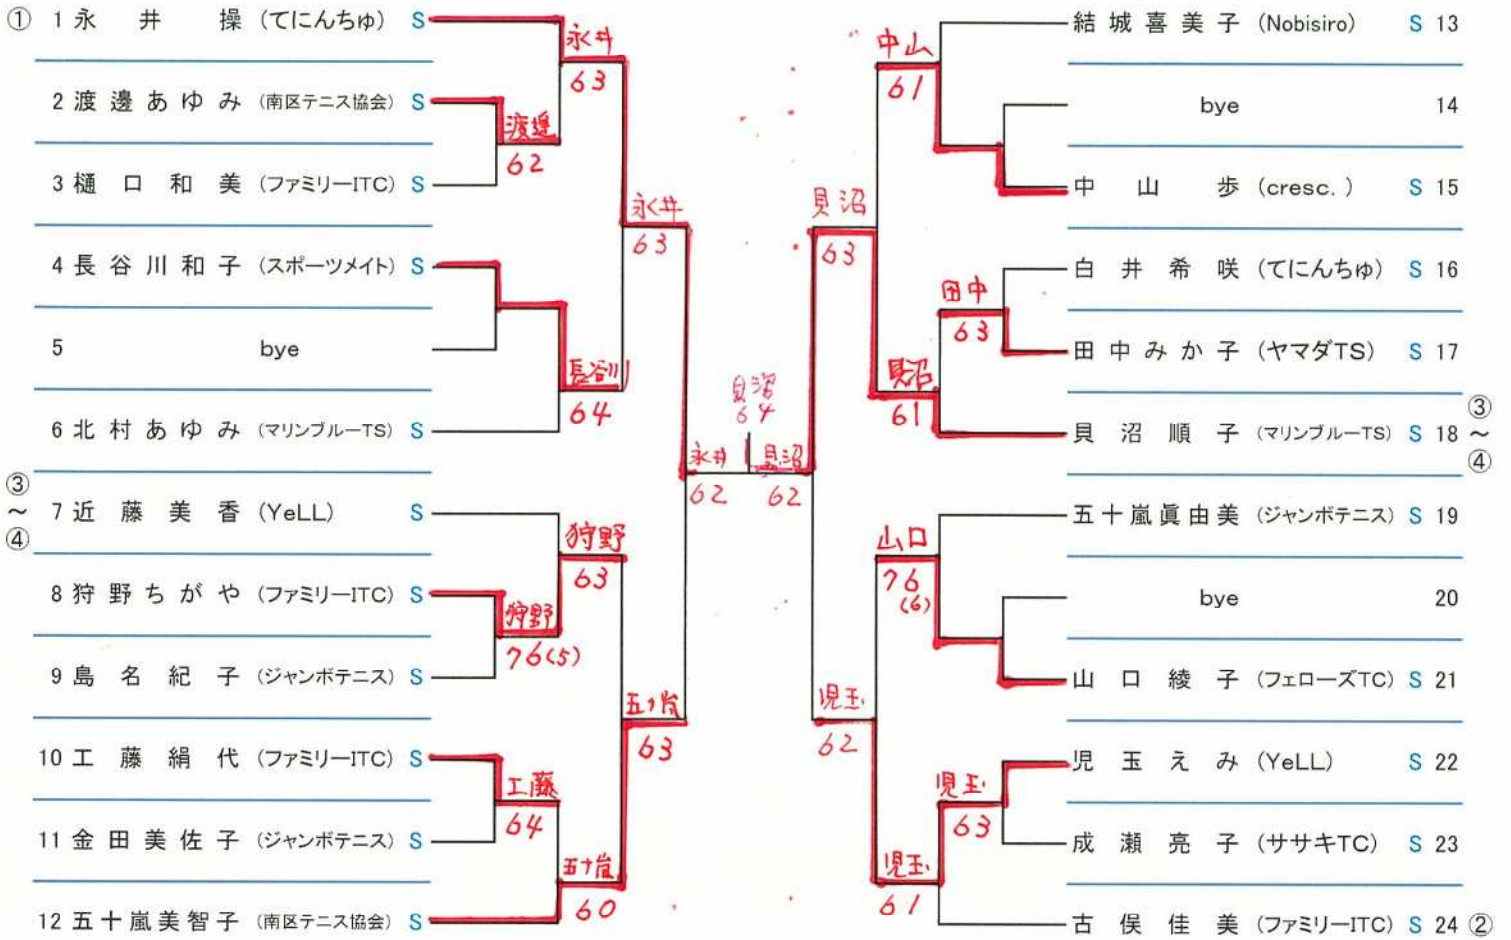 ① 1 永井 操 (てにんちゅ) S
2 渡邊あゆみ (南区テニス協会) S
3 樋口和美 (ファミリーITC) S
4 長谷川和子 (スポーツメイト) S
5 bye
6 北村あゆみ (マリンブルーTS) S
③～④ 7 近藤美香 (YeLL) S
8 狩野ちがや (ファミリーITC) S
9 島名紀子 (ジャンボテニス) S
10 工藤絹代 (ファミリーITC) S
11 金田美佐子 (ジャンボテニス) S
12 五十嵐美智子 (南区テニス協会) S
渡邊
62
狩野
76(5)
工藤
64
永井
63
長谷川
64
狩野
63
五十嵐
60
永井
63
五十嵐
63
永井
62
貝沼
64
貝沼
62
貝沼
63
児玉
62
中山
61
貝沼
61
山口
76
(6)
児玉
61
田中
63
児玉
63
結城喜美子 (Nobisiro) S 13
bye 14
中山 歩 (cresc.) S 15
白井希咲 (てにんちゅ) S 16
田中みか子 (ヤマダTS) S 17
貝沼順子 (マリンブルーTS) S 18 ③～④
五十嵐眞由美 (ジャンボテニス) S 19
bye 20
山口綾子 (フェローズTC) S 21
児玉えみ (YeLL) S 22
成瀬亮子 (ササキTC) S 23
古俣佳美 (ファミリーITC) S 24 ②